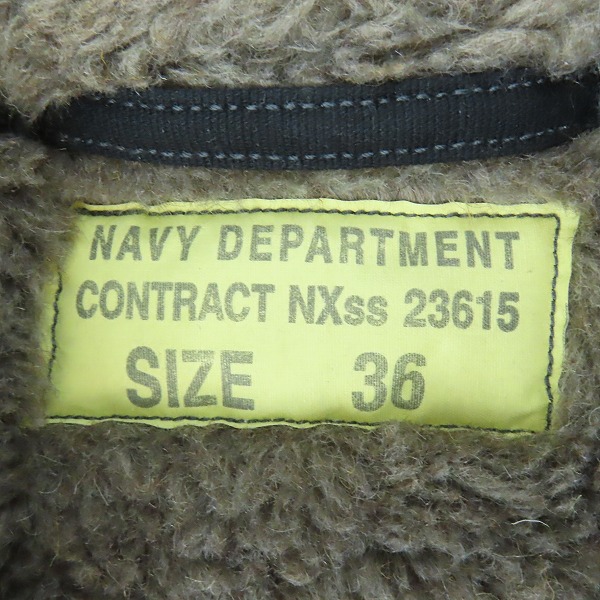 NAVY DEPARTMENT
CONTRACT NXss 23615
SIZE 36